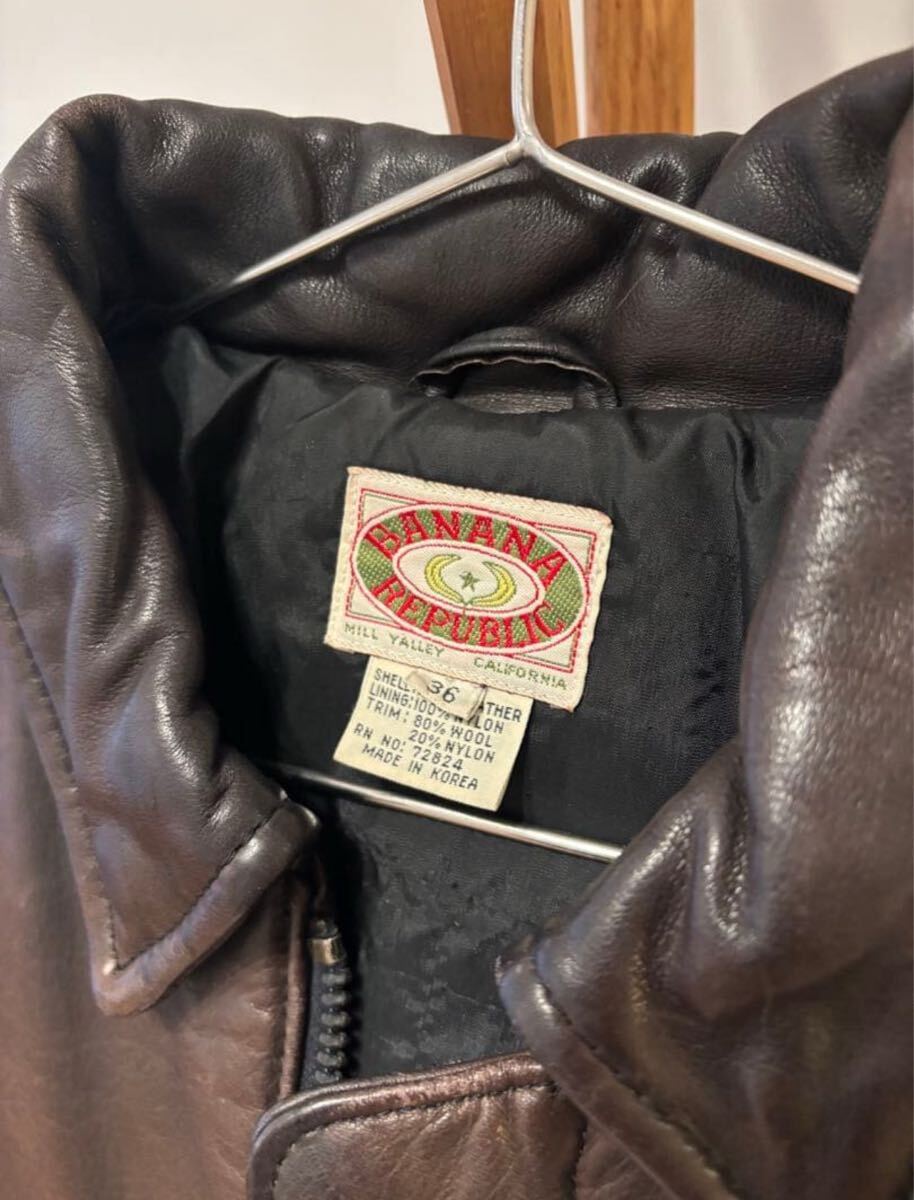 BANANA
REPUBLIC
MILL VALLEY CALIFORNIA
36
SHELL:
LINING: 100% NYLON
TRIM: 80% WOOL
20% NYLON
RN NO: 72824
MADE IN KOREA